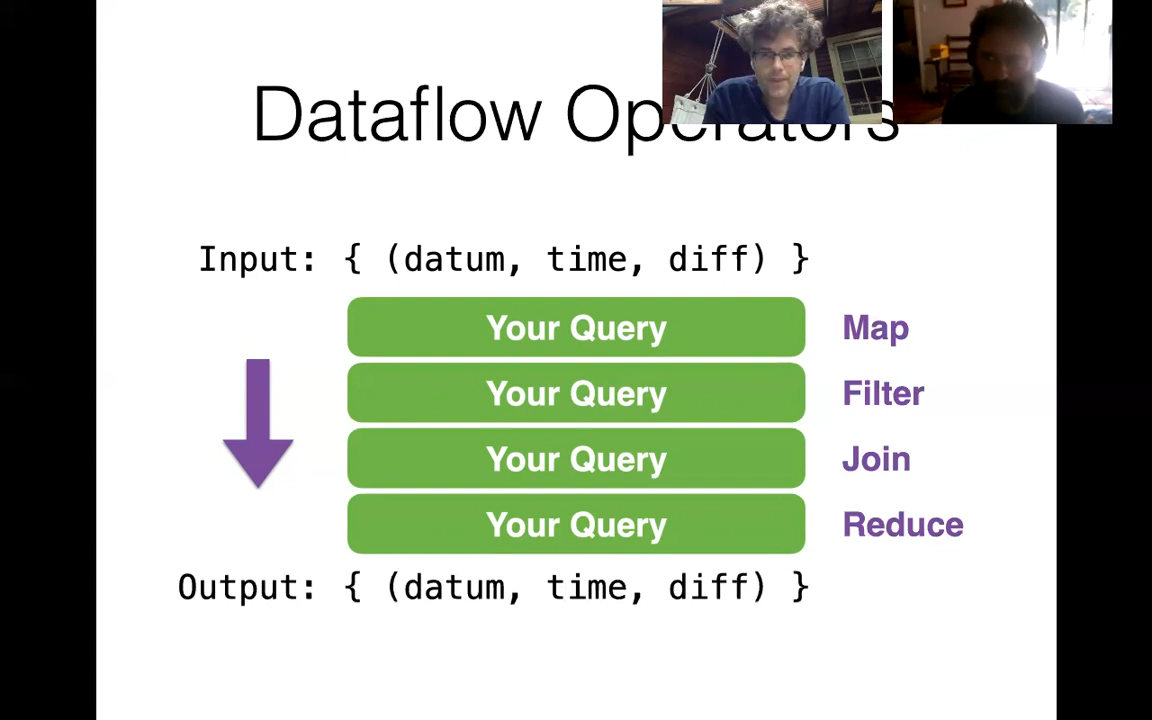 Dataflow Operators
Input: { (datum, time, diff) }
Your Query Map
Your Query Filter
Your Query Join
Your Query Reduce
Output: { (datum, time, diff) }